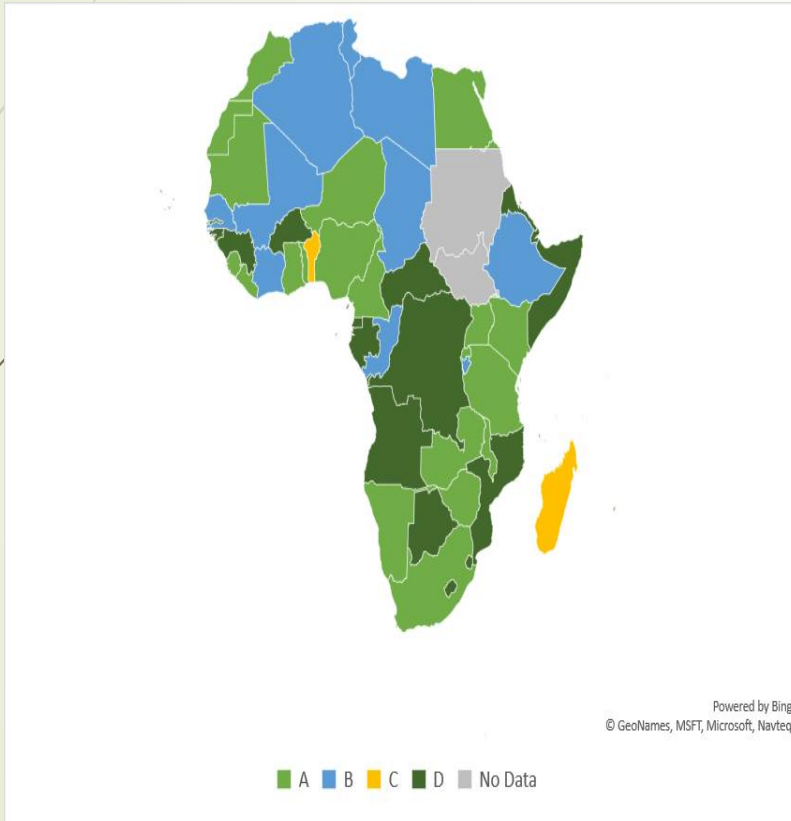 Powered by Bing
© GeoNames, MSFT, Microsoft, Navteq
A B C D No Data